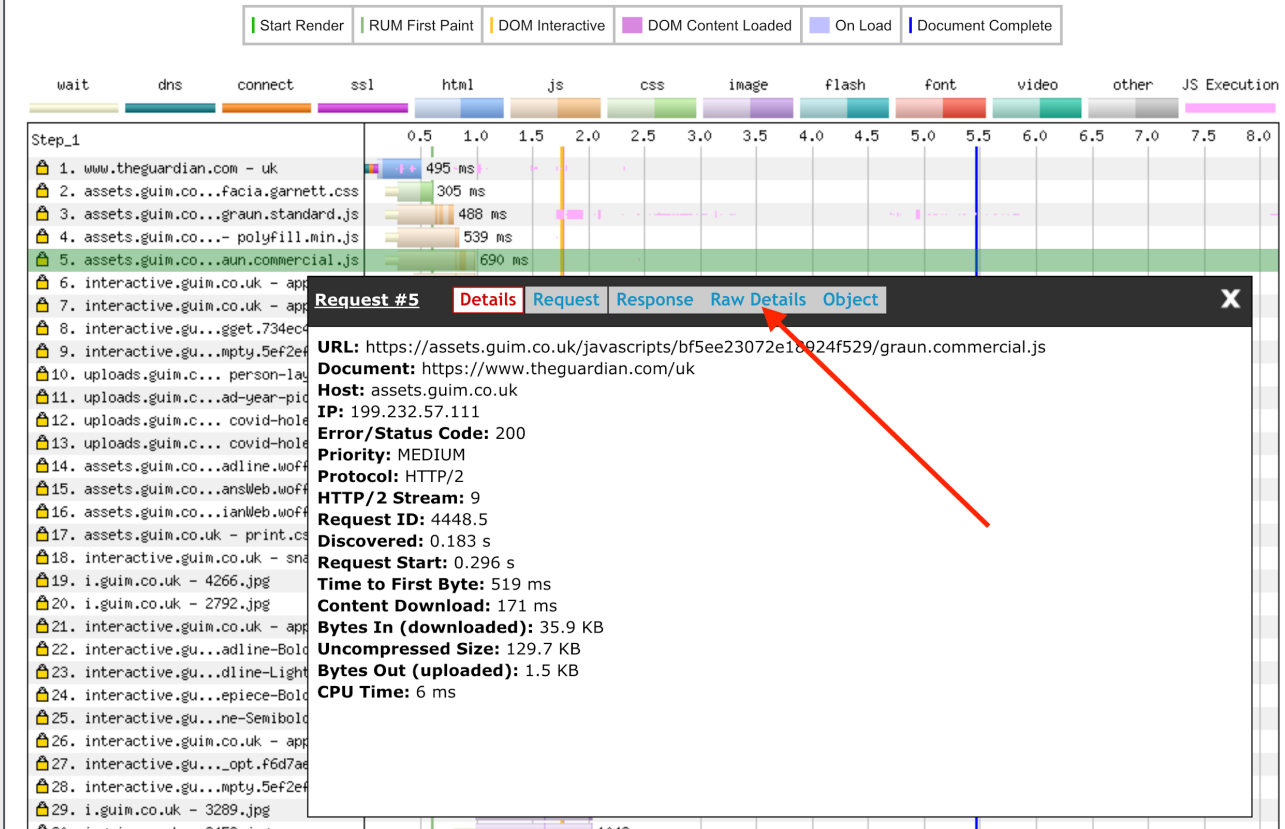 Start Render RUM First Paint DOM Interactive DOM Content Loaded On Load Document Complete
wait dns connect ssl html js css image flash font video other JS Execution
Step_1 0.5 1.0 1.5 2.0 2.5 3.0 3.5 4.0 4.5 5.0 5.5 6.0 6.5 7.0 7.5 8.0
1. www.theguardian.com - uk 495 ms
2. assets.guim.co...facia.garnett.css 305 ms
3. assets.guim.co...graun.standard.js 488 ms
4. assets.guim.co...- polyfill.min.js 539 ms
5. assets.guim.co...aun.commercial.js 690 ms
6. interactive.guim.co.uk - app
7. interactive.guim.co.uk - app
8. interactive.gu...gget.734ec4
9. interactive.gu...mpty.5ef2ef
10. uploads.guim.c... person-lay
11. uploads.guim.c...ad-year-pic
12. uploads.guim.c... covid-hole
13. uploads.guim.c... covid-hole
14. assets.guim.co...adline.woff
15. assets.guim.co...ansWeb.woff
16. assets.guim.co...ianWeb.woff
17. assets.guim.co.uk - print.cs
18. interactive.guim.co.uk - sna
19. i.guim.co.uk - 4266.jpg
20. i.guim.co.uk - 2792.jpg
21. interactive.guim.co.uk - app
22. interactive.gu...adline-Bold
23. interactive.gu...dline-Light
24. interactive.gu...epiece-Bold
25. interactive.gu...ne-Semibold
26. interactive.guim.co.uk - app
27. interactive.gu..._opt.f6d7ae
28. interactive.gu...mpty.5ef2ef
29. i.guim.co.uk - 3289.jpg
Request #5 Details Request Response Raw Details Object X
URL: https://assets.guim.co.uk/javascripts/bf5ee23072e18924f529/graun.commercial.js
Document: https://www.theguardian.com/uk
Host: assets.guim.co.uk
IP: 199.232.57.111
Error/Status Code: 200
Priority: MEDIUM
Protocol: HTTP/2
HTTP/2 Stream: 9
Request ID: 4448.5
Discovered: 0.183 s
Request Start: 0.296 s
Time to First Byte: 519 ms
Content Download: 171 ms
Bytes In (downloaded): 35.9 KB
Uncompressed Size: 129.7 KB
Bytes Out (uploaded): 1.5 KB
CPU Time: 6 ms